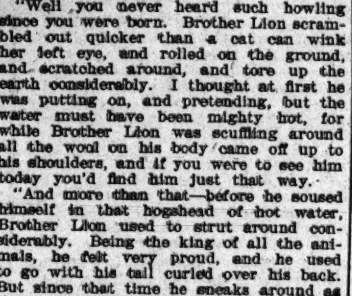 "Well you never heard such howling
since you were born. Brother Lion scram-
bled out quicker than a cat can wink
her left eye, and rolled on the ground,
and scratched around, and tore up the
earth considerably. I thought at first he
was putting on, and pretending, but the
water must have been mighty hot, for
while Brother Lion was scuffling around
all the wool on his body came off up to
his shoulders, and if you were to see him
today you'd find him just that way.
"And more than that—before he soused
himself in that hogshead of hot water,
Brother Lion used to strut around con-
siderably. Being the king of all the ani-
mals, he felt very proud, and he used
to go with his tail curled over his back.
But since that time he sneaks around as